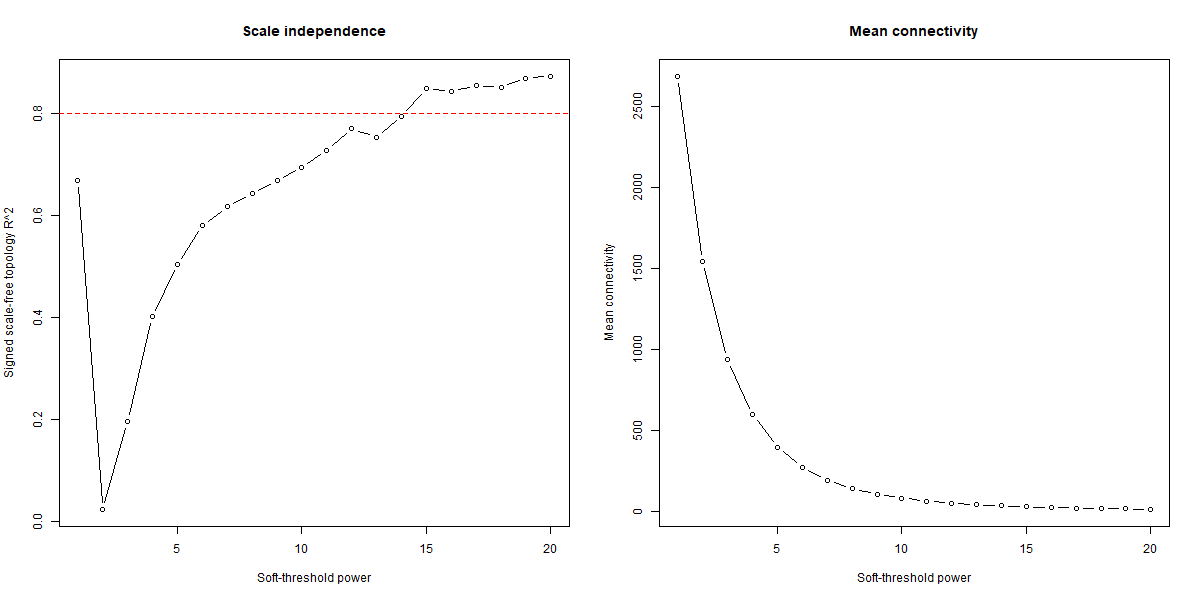 Scale independence
Signed scale-free topology R^2
0.8
0.6
0.4
0.2
0.0
5 10 15 20
Soft-threshold power
Mean connectivity
Mean connectivity
2500
2000
1500
1000
500
0
5 10 15 20
Soft-threshold power